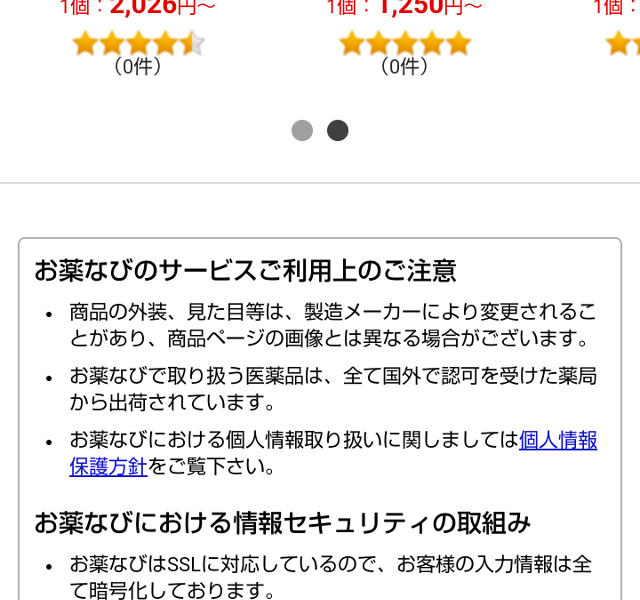 1個：2,026円～ 1個：1,250円～ 1個：
（0件） （0件）
お薬なびのサービスご利用上のご注意
• 商品の外装、見た目等は、製造メーカーにより変更されるこ
とがあり、商品ページの画像とは異なる場合がございます。
• お薬なびで取り扱う医薬品は、全て国外で認可を受けた薬局
から出荷されています。
• お薬なびにおける個人情報取り扱いに関しましては個人情報
保護方針をご覧下さい。
お薬なびにおける情報セキュリティの取組み
• お薬なびはSSLに対応しているので、お客様の入力情報は全
て暗号化しております。